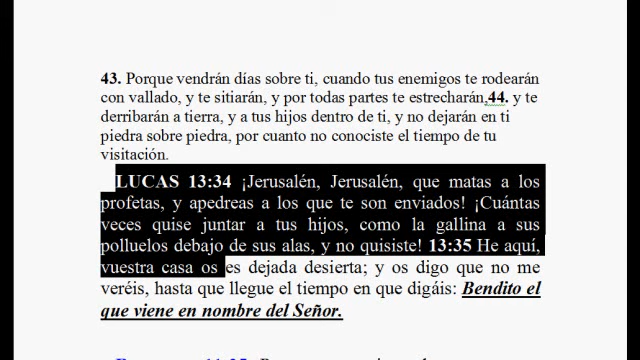 43. Porque vendrán días sobre ti, cuando tus enemigos te rodearán
con vallado, y te sitiarán, y por todas partes te estrecharán,44. y te
derribarán a tierra, y a tus hijos dentro de ti, y no dejarán en ti
piedra sobre piedra, por cuanto no conociste el tiempo de tu
visitación.
LUCAS 13:34 ¡Jerusalén, Jerusalén, que matas a los
profetas, y apedreas a los que te son enviados! ¡Cuántas
veces quise juntar a tus hijos, como la gallina a sus
polluelos debajo de sus alas, y no quisiste! 13:35 He aquí,
vuestra casa os es dejada desierta; y os digo que no me
veréis, hasta que llegue el tiempo en que digáis: Bendito el
que viene en nombre del Señor.